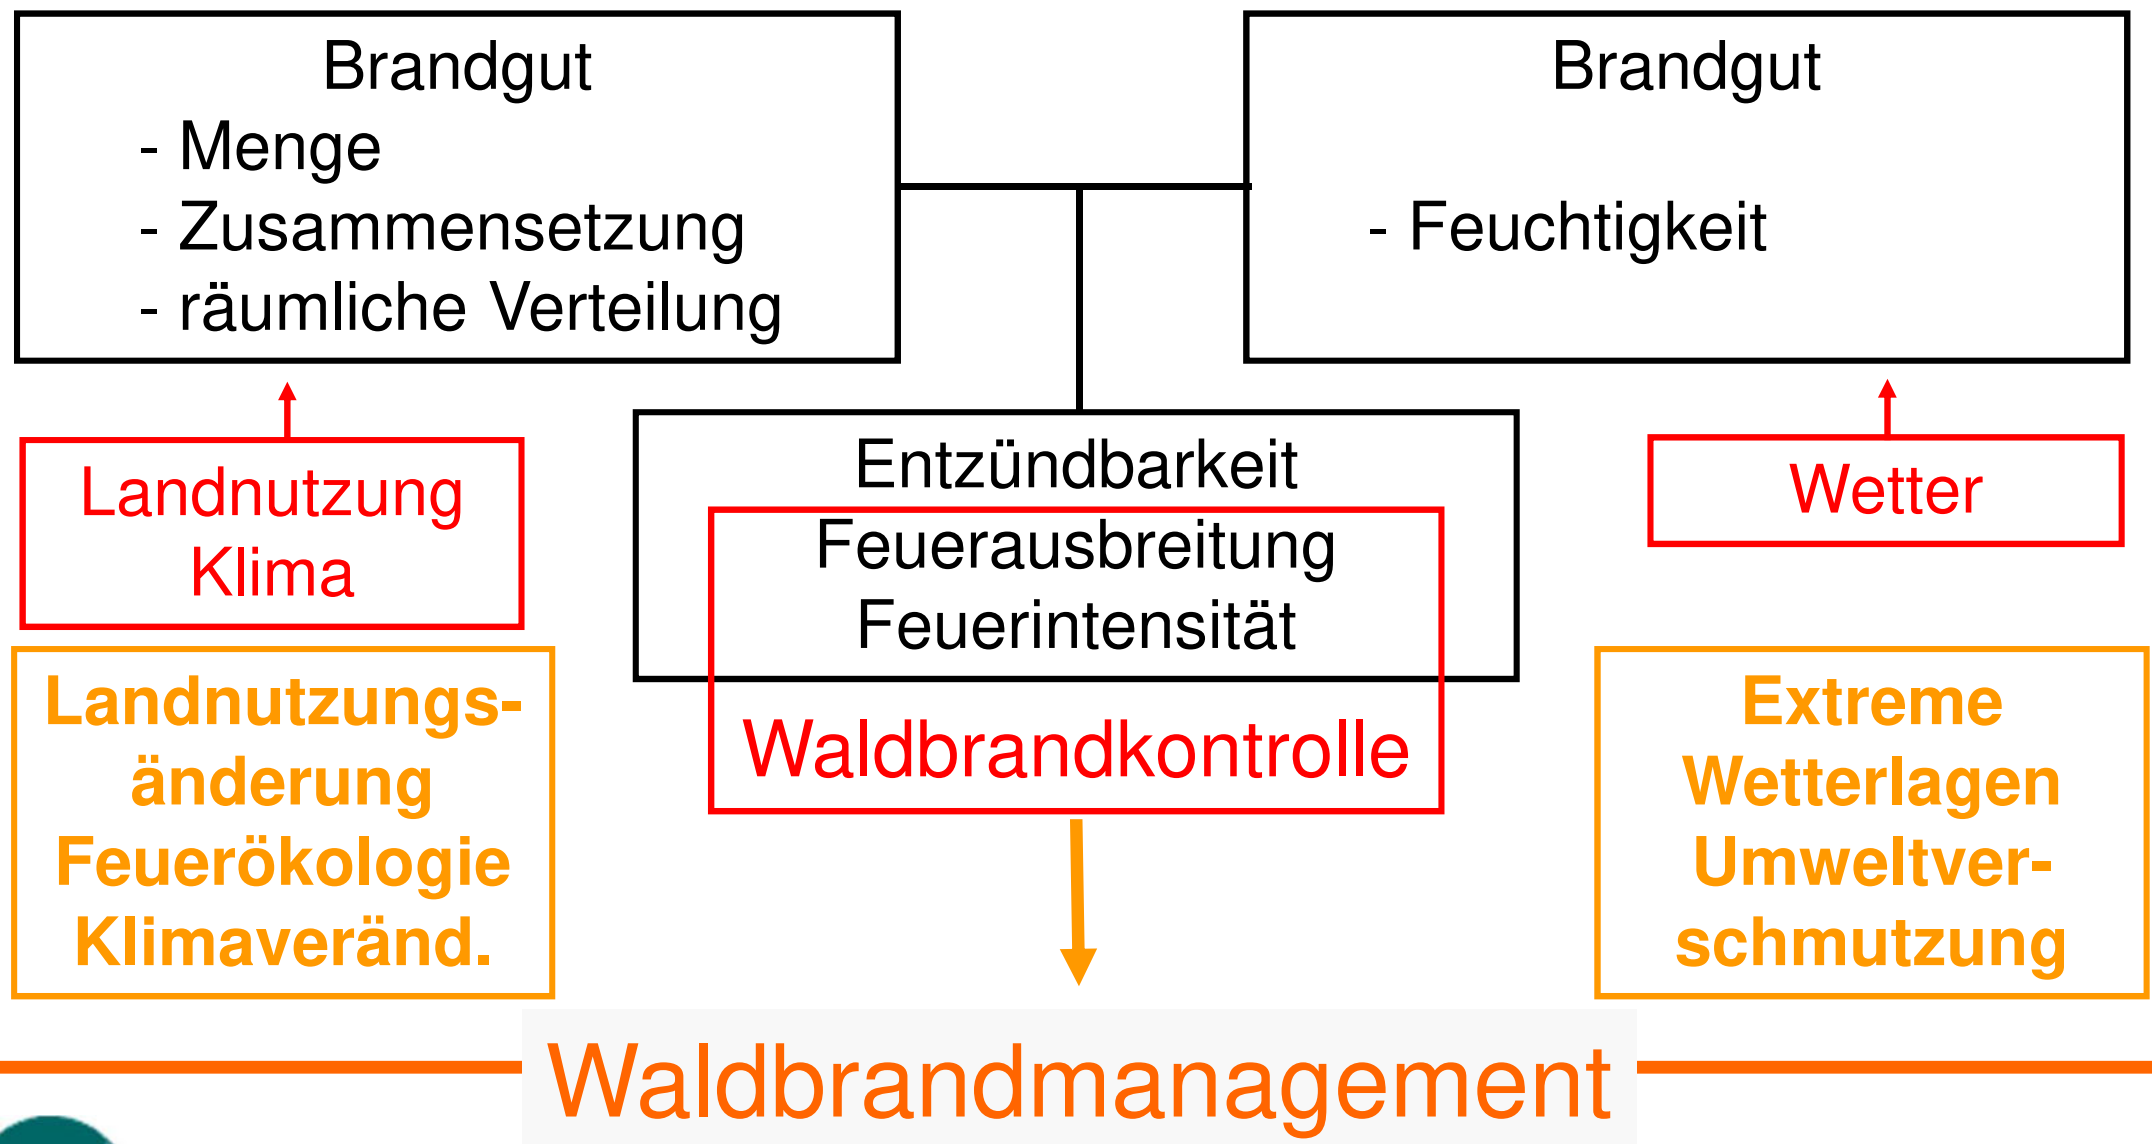 Brandgut
- Menge
- Zusammensetzung
- räumliche Verteilung
Brandgut
- Feuchtigkeit
Landnutzung
Klima
Entzündbarkeit
Feuerausbreitung
Feuerintensität
Waldbrandkontrolle
Wetter
Landnutzungs-
änderung
Feuerökologie
Klimaveränd.
Extreme
Wetterlagen
Umweltver-
schmutzung
Waldbrandmanagement